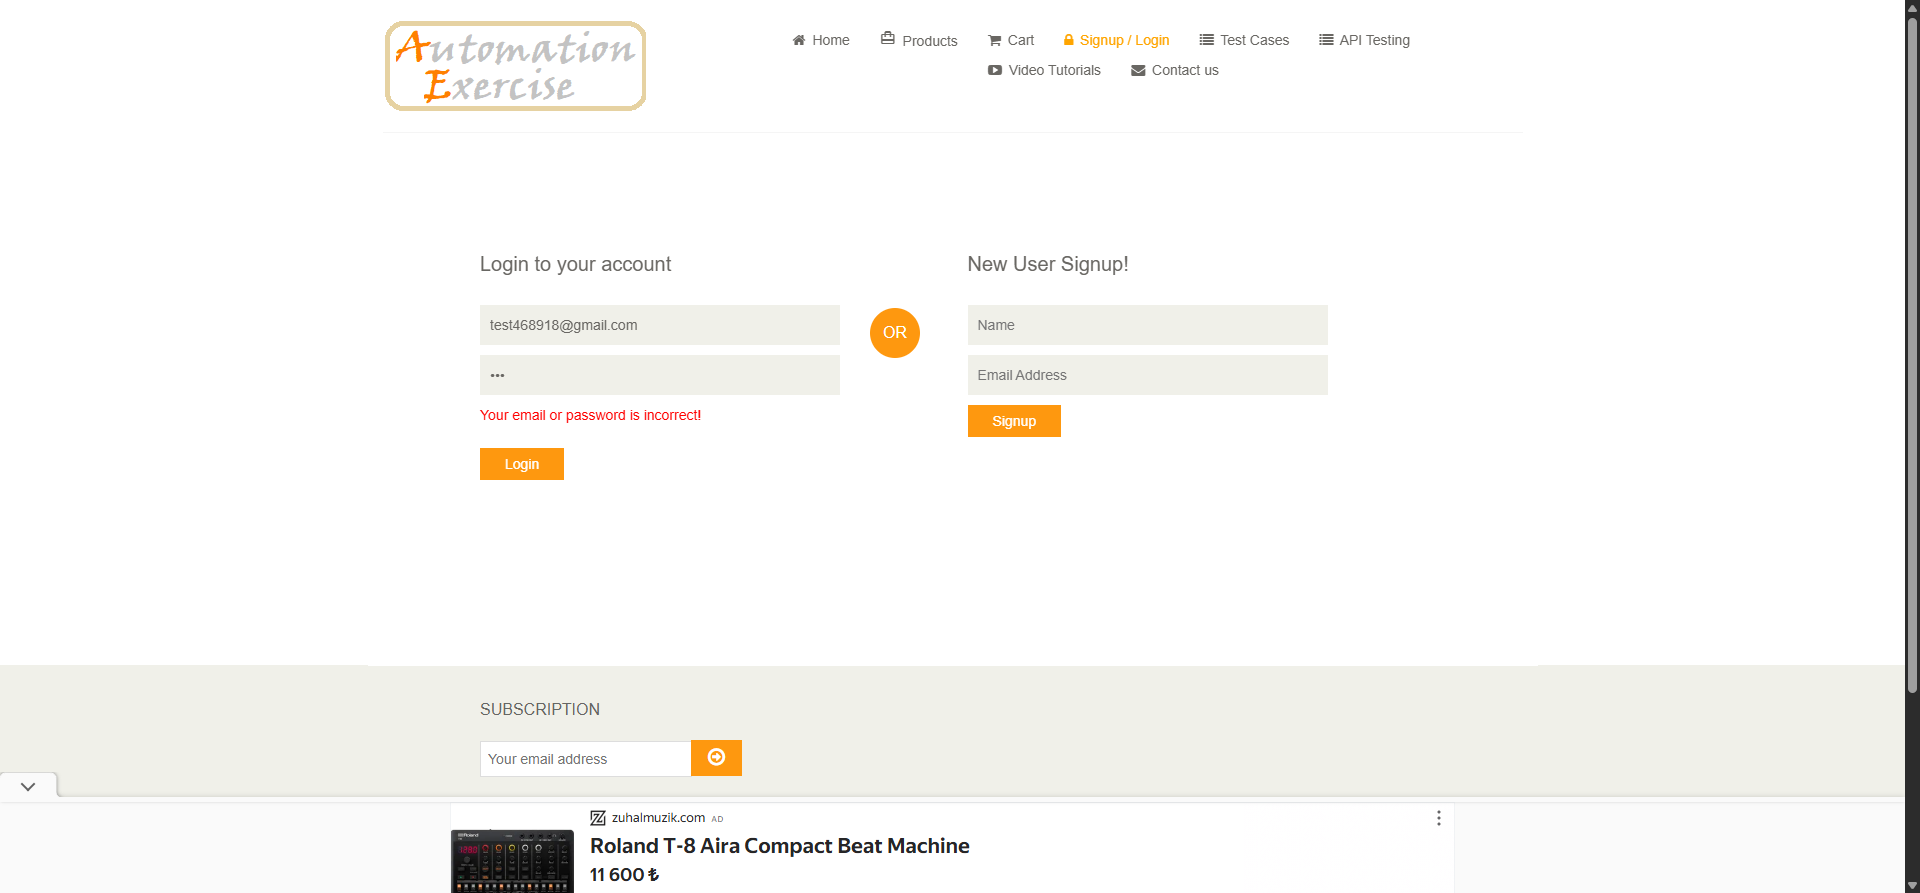 Automation
Exercise
Home
Products
Cart
Signup / Login
Test Cases
API Testing
Video Tutorials
Contact us
Login to your account
test468918@gmail.com
•••
Your email or password is incorrect!
Login
OR
New User Signup!
Name
Email Address
Signup
SUBSCRIPTION
Your email address
zuhalmuzik.com AD
Roland T-8 Aira Compact Beat Machine
11 600 ₺